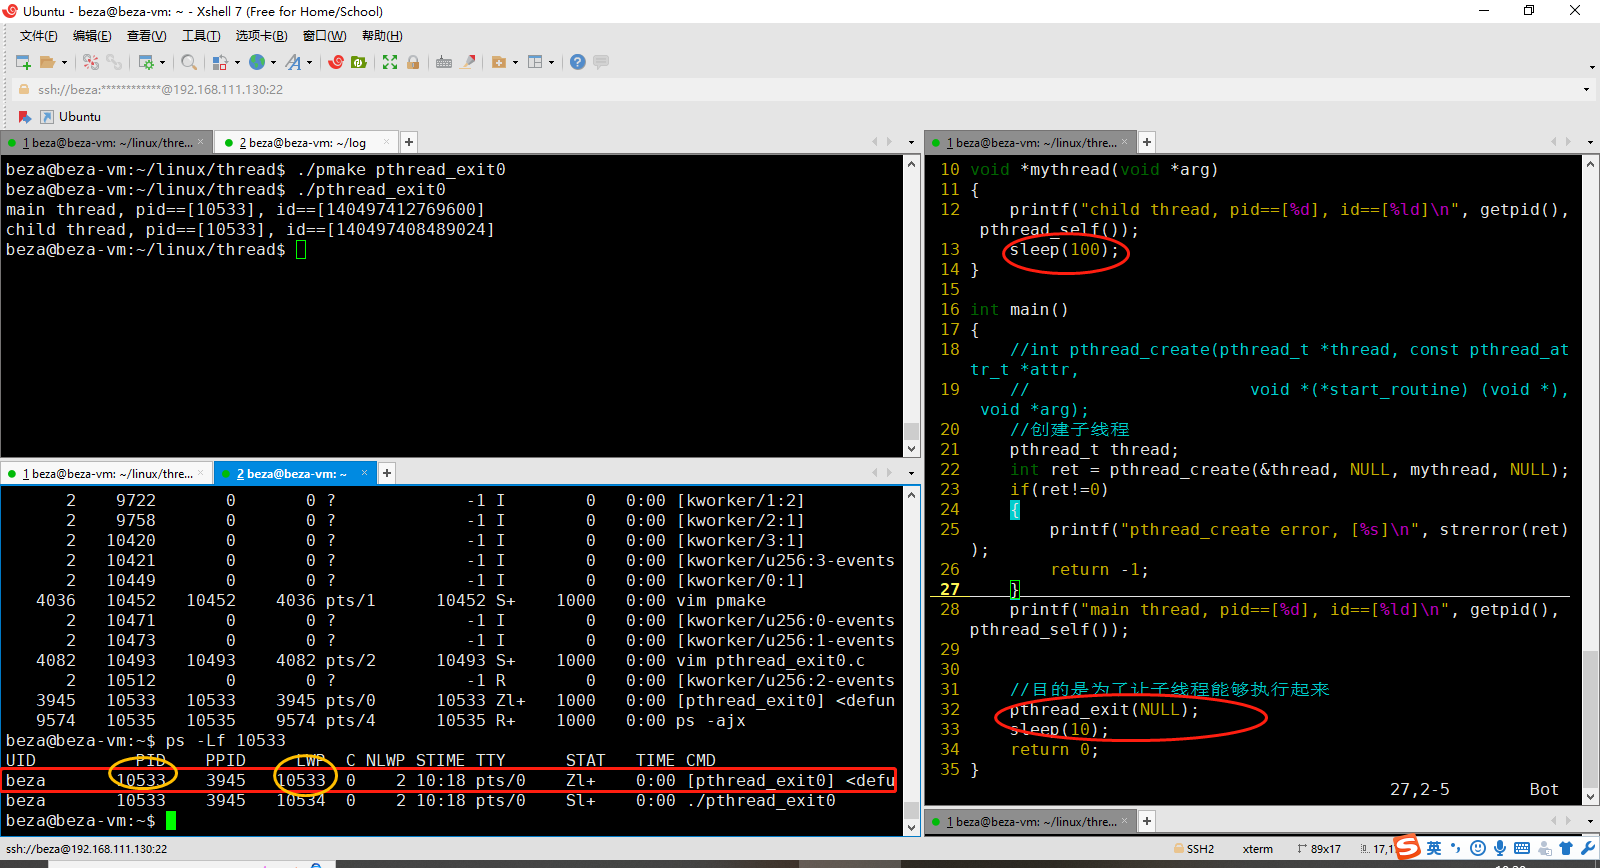 Ubuntu - beza@beza-vm: ~ - Xshell 7 (Free for Home/School)
文件(F) 编辑(E) 查看(V) 工具(T) 选项卡(B) 窗口(W) 帮助(H)
ssh://beza:************@192.168.111.130:22
Ubuntu
1 beza@beza-vm: ~/linux/thre...
2 beza@beza-vm: ~/log
beza@beza-vm:~/linux/thread$ ./pmake pthread_exit0
beza@beza-vm:~/linux/thread$ ./pthread_exit0
main thread, pid==[10533], id==[140497412769600]
child thread, pid==[10533], id==[140497408489024]
beza@beza-vm:~/linux/thread$
1 beza@beza-vm: ~/linux/thre...
2 beza@beza-vm: ~
2 9722 0 0 ? -1 I 0 0:00 [kworker/1:2]
2 9758 0 0 ? -1 I 0 0:00 [kworker/2:1]
2 10420 0 0 ? -1 I 0 0:00 [kworker/3:1]
2 10421 0 0 ? -1 I 0 0:00 [kworker/u256:3-events
2 10449 0 0 ? -1 I 0 0:00 [kworker/0:1]
4036 10452 10452 4036 pts/1 10452 S+ 1000 0:00 vim pmake
2 10471 0 0 ? -1 I 0 0:00 [kworker/u256:0-events
2 10473 0 0 ? -1 I 0 0:00 [kworker/u256:1-events
4082 10493 10493 4082 pts/2 10493 S+ 1000 0:00 vim pthread_exit0.c
2 10512 0 0 ? -1 R 0 0:00 [kworker/u256:2-events
3945 10533 10533 3945 pts/0 10533 Zl+ 1000 0:00 [pthread_exit0] <defun
9574 10535 10535 9574 pts/4 10535 R+ 1000 0:00 ps -ajx
beza@beza-vm:~$ ps -Lf 10533
UID PID PPID LWP C NLWP STIME TTY STAT TIME CMD
beza 10533 3945 10533 0 2 10:18 pts/0 Zl+ 0:00 [pthread_exit0] <defu
beza 10533 3945 10534 0 2 10:18 pts/0 Sl+ 0:00 ./pthread_exit0
beza@beza-vm:~$
1 beza@beza-vm: ~/linux/thre...
10 void *mythread(void *arg)
11 {
12 printf("child thread, pid==[%d], id==[%ld]\n", getpid(),
pthread_self());
13 sleep(100);
14 }
15
16 int main()
17 {
18 //int pthread_create(pthread_t *thread, const pthread_at
tr_t *attr,
19 // void *(*start_routine) (void *),
void *arg);
20 //创建子线程
21 pthread_t thread;
22 int ret = pthread_create(&thread, NULL, mythread, NULL);
23 if(ret!=0)
24 {
25 printf("pthread_create error, [%s]\n", strerror(ret)
);
26 return -1;
27 }
28 printf("main thread, pid==[%d], id==[%ld]\n", getpid(),
pthread_self());
29
30
31 //目的是为了让子线程能够执行起来
32 pthread_exit(NULL);
33 sleep(10);
34 return 0;
35 }
27,2-5 Bot
1 beza@beza-vm: ~/linux/thre...
ssh://beza@192.168.111.130:22
SSH2 xterm 89x17 17,1
英